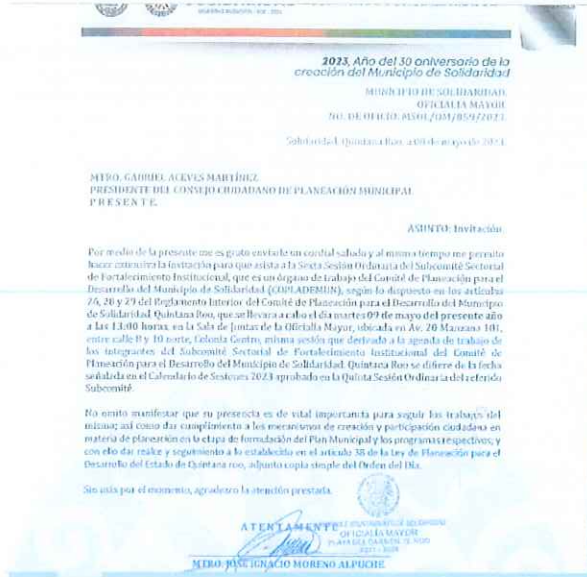 2023, Año del 30 aniversario de la
creación del Municipio de Solidaridad
MUNICIPIO DE SOLIDARIDAD.
OFICIALIA MAYOR
NO. DE OFICIO: MSOL/OM/859/2023
Solidaridad, Quintana Roo, a 08 de mayo de 2023.
MTRO. GABRIEL ACEVES MARTÍNEZ
PRESIDENTE DEL CONSEJO CIUDADANO DE PLANEACIÓN MUNICIPAL
P R E S E N T E.
ASUNTO: Invitación.
Por medio de la presente me es grato enviarle un cordial saludo y al mismo tiempo me permito
hacer extensiva la invitación para que asista a la Sexta Sesión Ordinaria del Subcomité Sectorial
de Fortalecimiento Institucional, que es un órgano de trabajo del Comité de Planeación para el
Desarrollo del Municipio de Solidaridad (COPLADEMUN), según lo dispuesto en los artículos
26, 28 y 29 del Reglamento Interior del Comité de Planeación para el Desarrollo del Municipio
de Solidaridad, Quintana Roo, que se llevara a cabo el día martes 09 de mayo del presente año
a las 13:00 horas, en la Sala de Juntas de la Oficialía Mayor, ubicada en Av. 20 Manzana 101,
entre calle 8 y 10 norte, Colonia Centro, misma sesión que derivado a la agenda de trabajo de
los integrantes del Subcomité Sectorial de Fortalecimiento Institucional del Comité de
Planeación para el Desarrollo del Municipio de Solidaridad, Quintana Roo se difiere de la fecha
señalada en el Calendario de Sesiones 2023 aprobado en la Quinta Sesión Ordinaria del referido
Subcomité.
No omito manifestar que su presencia es de vital importancia para seguir los trabajos del
mismo; así como dar cumplimiento a los mecanismos de creación y participación ciudadana en
materia de planeación en la etapa de formulación del Plan Municipal y los programas respectivos; y
con ello dar realce y seguimiento a lo establecido en el artículo 38 de la Ley de Planeación para el
Desarrollo del Estado de Quintana roo, adjunto copia simple del Orden del Día.
Sin más por el momento, agradezco la atención prestada.
A T E N T A M E N T E
OFICIALIA MAYOR
MTRO. JOSE IGNACIO MORENO ALPUCHE